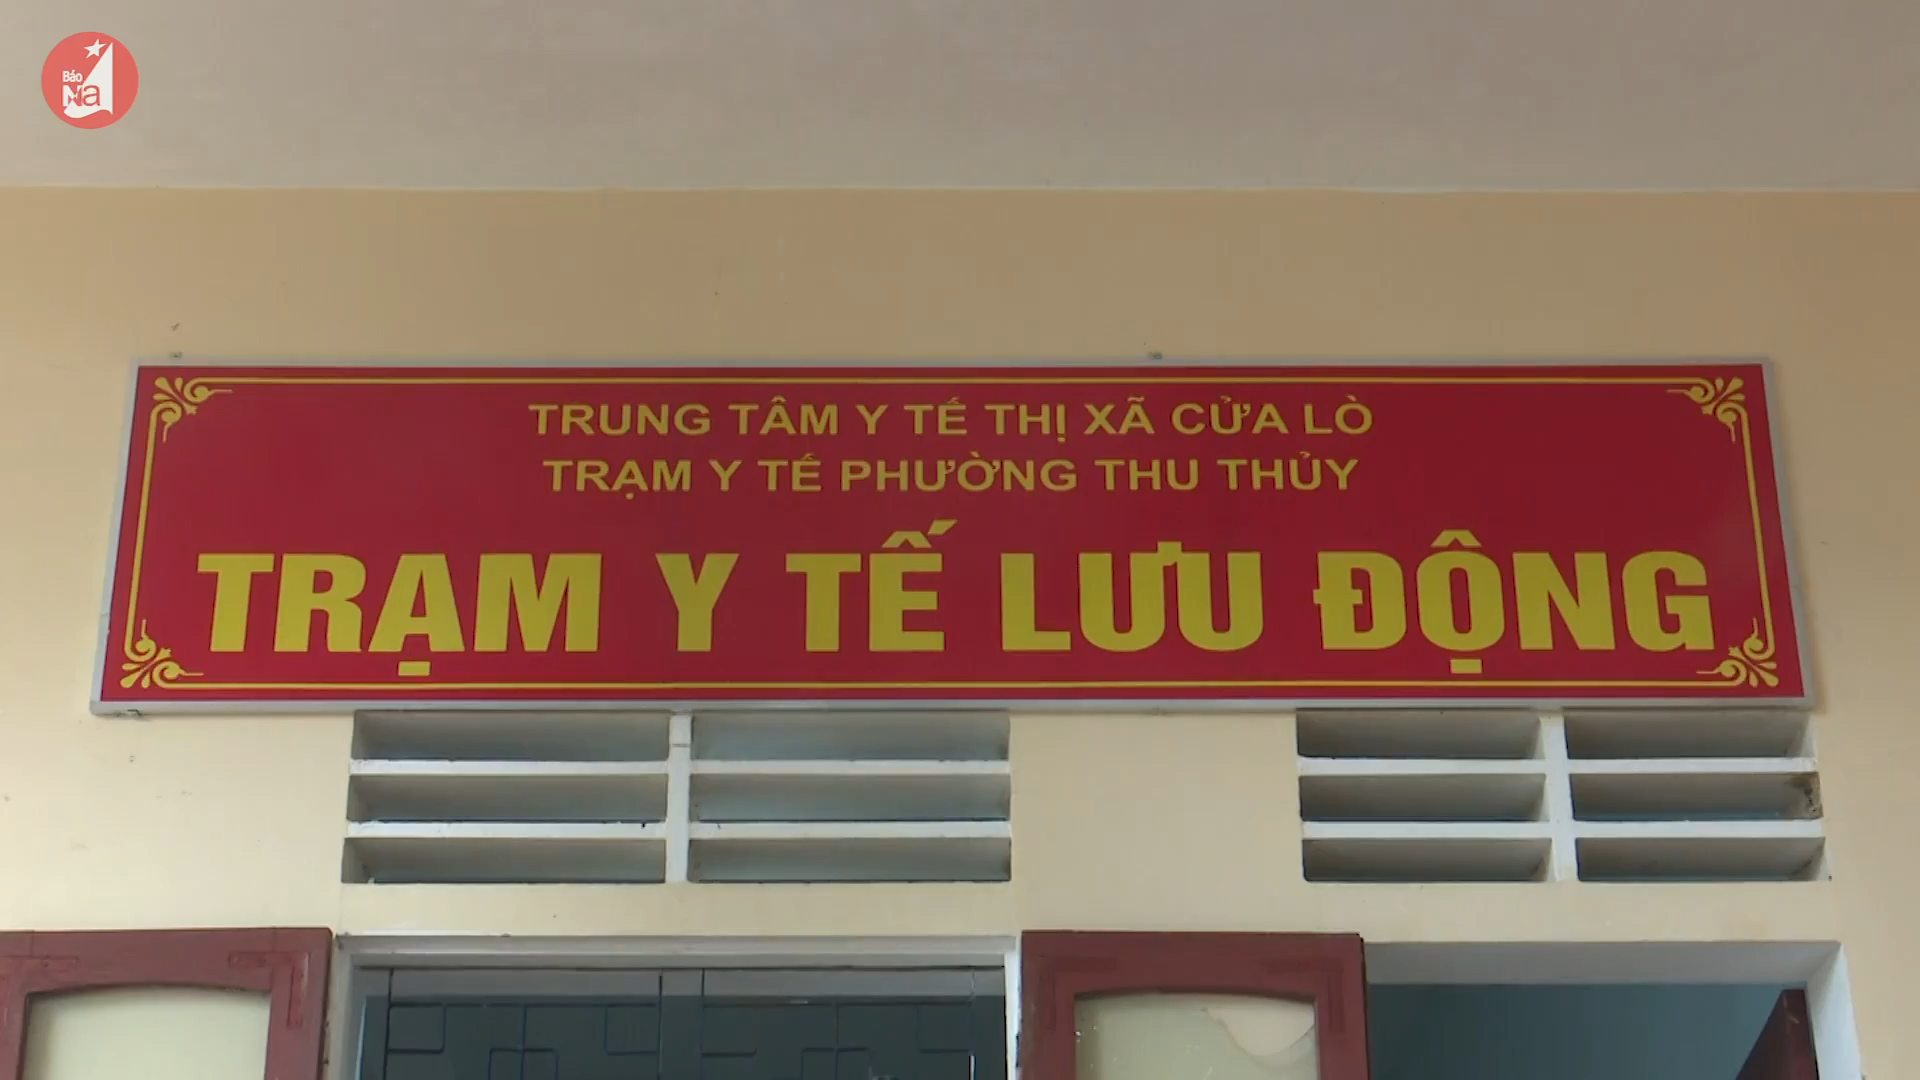 Báo
Na
TRUNG TÂM Y TẾ THỊ XÃ CỬA LÒ
TRẠM Y TẾ PHƯỜNG THU THỦY
TRẠM Y TẾ LƯU ĐỘNG